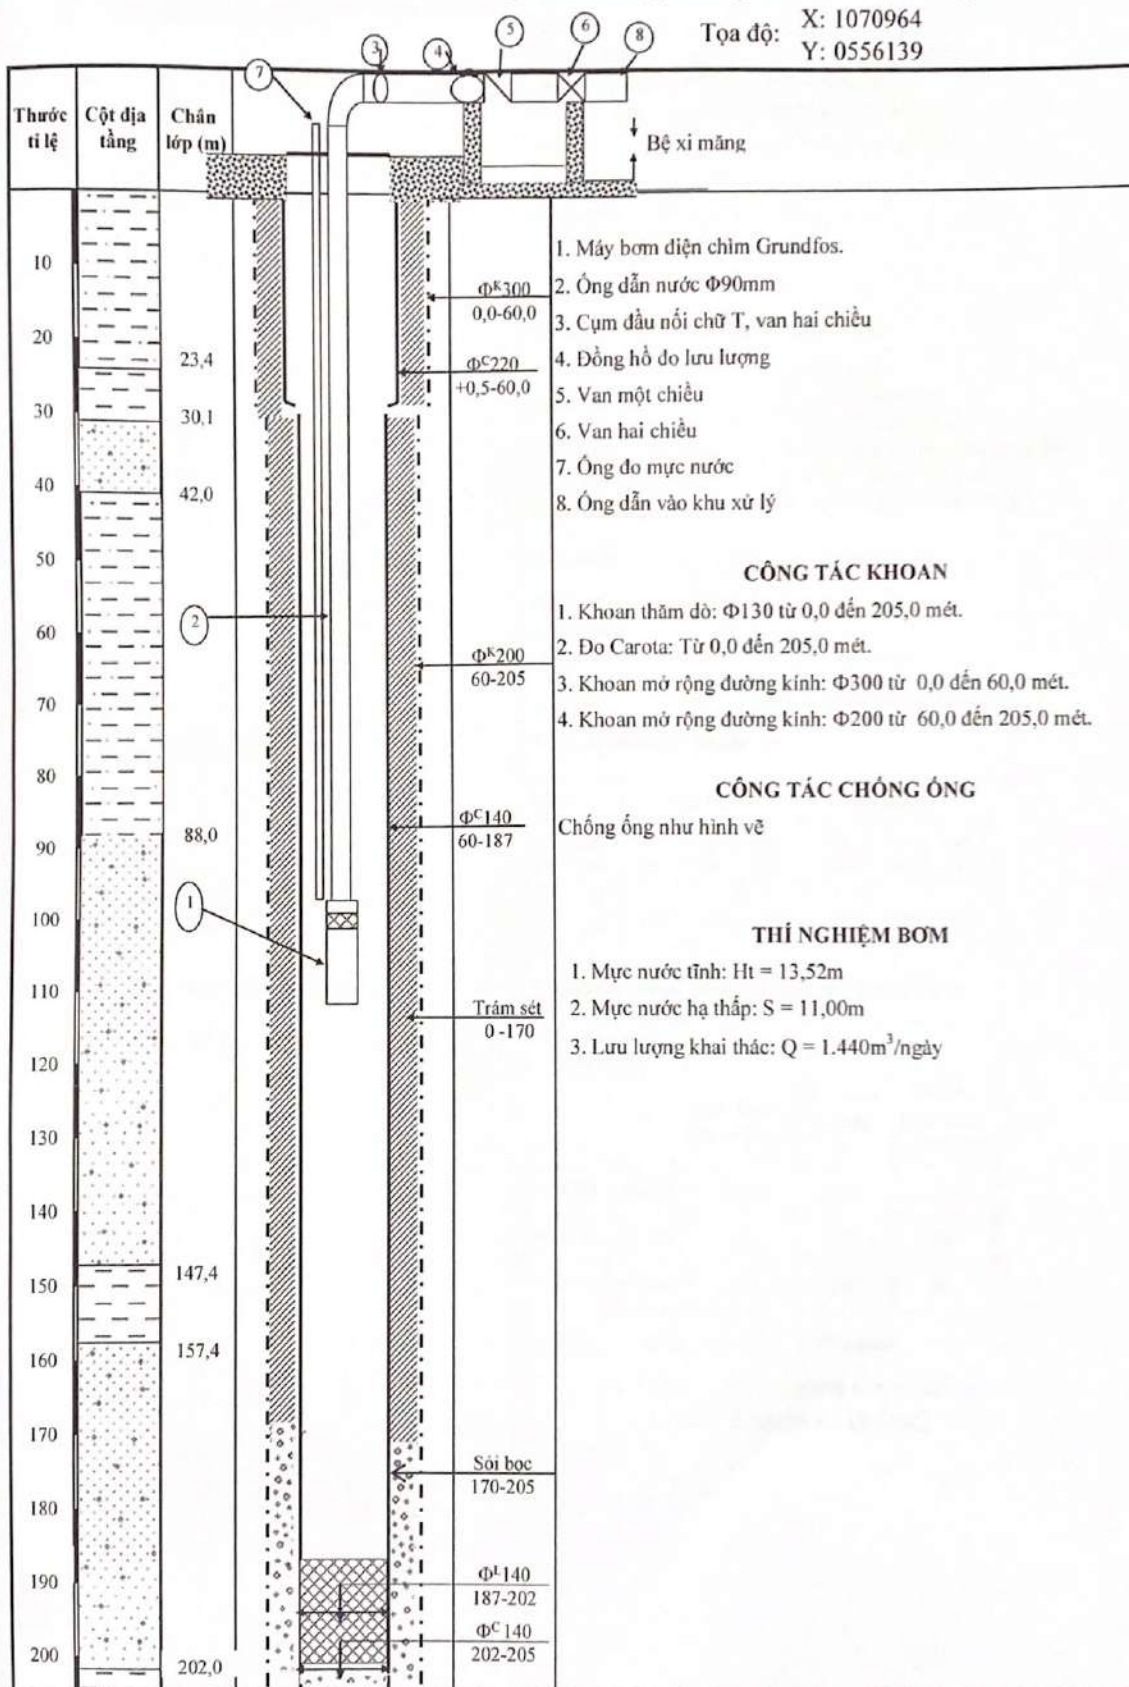 Tọa độ:
X: 1070964
Y: 0556139
3
4
5
6
8
7
Thước tỉ lệ
Cột địa tầng
Chân lớp (m)
Bệ xi măng
10
20
30
40
50
60
70
80
90
100
110
120
130
140
150
160
170
180
190
200
23,4
30,1
42,0
88,0
147,4
157,4
202,0
2
1
Φᴷ300
0,0-60,0
Φᶜ220
+0,5-60,0
Φᴷ200
60-205
Φᶜ140
60-187
Trám sét
0-170
Sỏi bọc
170-205
Φᴸ140
187-202
Φᶜ140
202-205
1. Máy bơm điện chìm Grundfos.
2. Ống dẫn nước Φ90mm
3. Cụm đầu nối chữ T, van hai chiều
4. Đồng hồ đo lưu lượng
5. Van một chiều
6. Van hai chiều
7. Ống đo mực nước
8. Ống dẫn vào khu xử lý
CÔNG TÁC KHOAN
1. Khoan thăm dò: Φ130 từ 0,0 đến 205,0 mét.
2. Đo Carota: Từ 0,0 đến 205,0 mét.
3. Khoan mở rộng đường kính: Φ300 từ 0,0 đến 60,0 mét.
4. Khoan mở rộng đường kính: Φ200 từ 60,0 đến 205,0 mét.
CÔNG TÁC CHỐNG ỐNG
Chống ống như hình vẽ
THÍ NGHIỆM BƠM
1. Mực nước tĩnh: Ht = 13,52m
2. Mực nước hạ thấp: S = 11,00m
3. Lưu lượng khai thác: Q = 1.440m³/ngày